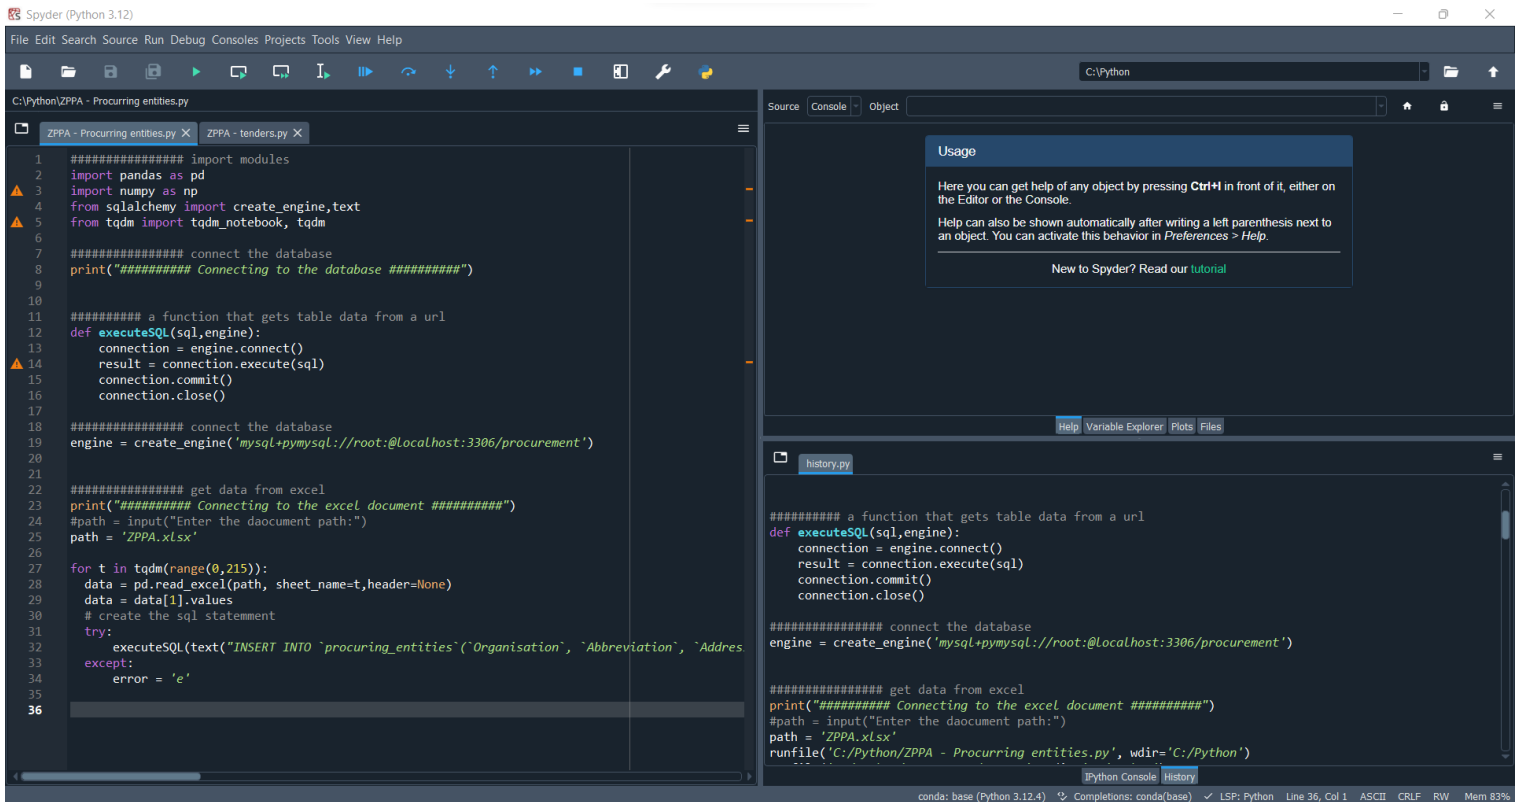 Spyder (Python 3.12)
File Edit Search Source Run Debug Consoles Projects Tools View Help
C:\Python
C:\Python\ZPPA - Procurring entities.py
ZPPA - Procurring entities.py
ZPPA - tenders.py
1 ################ import modules
2 import pandas as pd
3 import numpy as np
4 from sqlalchemy import create_engine,text
5 from tqdm import tqdm_notebook, tqdm
6
7 ################ connect the database
8 print("########## Connecting to the database ##########")
9
10
11 ########## a function that gets table data from a url
12 def executeSQL(sql,engine):
13 connection = engine.connect()
14 result = connection.execute(sql)
15 connection.commit()
16 connection.close()
17
18 ################ connect the database
19 engine = create_engine('mysql+pymysql://root:@localhost:3306/procurement')
20
21
22 ################ get data from excel
23 print("########## Connecting to the excel document ##########")
24 #path = input("Enter the daocument path:")
25 path = 'ZPPA.xlsx'
26
27 for t in tqdm(range(0,215)):
28 data = pd.read_excel(path, sheet_name=t,header=None)
29 data = data[1].values
30 # create the sql statemment
31 try:
32 executeSQL(text("INSERT INTO `procuring_entities`(`Organisation`, `Abbreviation`, `Addres
33 except:
34 error = 'e'
35
36
Source Console Object
Usage
Here you can get help of any object by pressing Ctrl+I in front of it, either on
the Editor or the Console.
Help can also be shown automatically after writing a left parenthesis next to
an object. You can activate this behavior in Preferences > Help.
New to Spyder? Read our tutorial
Help Variable Explorer Plots Files
history.py
########## a function that gets table data from a url
def executeSQL(sql,engine):
connection = engine.connect()
result = connection.execute(sql)
connection.commit()
connection.close()
################ connect the database
engine = create_engine('mysql+pymysql://root:@localhost:3306/procurement')
################ get data from excel
print("########## Connecting to the excel document ##########")
#path = input("Enter the daocument path:")
path = 'ZPPA.xlsx'
runfile('C:/Python/ZPPA - Procurring entities.py', wdir='C:/Python')
IPython Console History
conda: base (Python 3.12.4) Completions: conda(base) LSP: Python Line 36, Col 1 ASCII CRLF RW Mem 83%